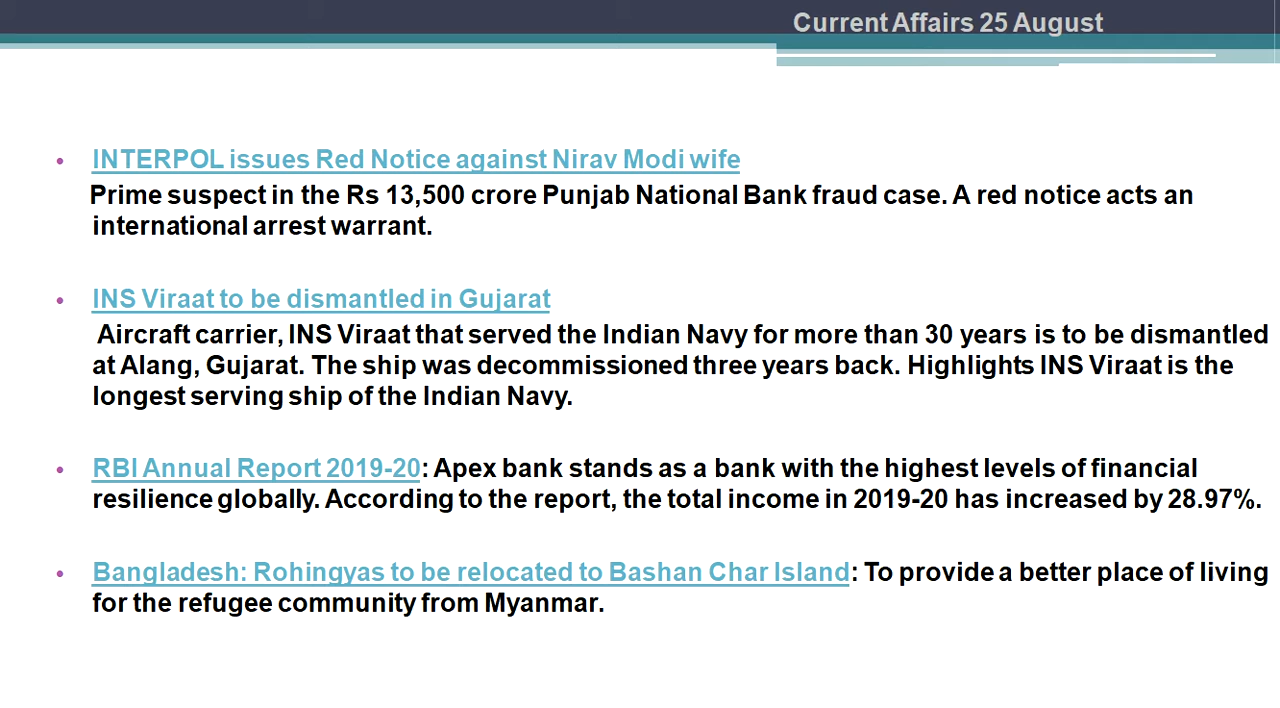 Current Affairs 25 August
• INTERPOL issues Red Notice against Nirav Modi wife
Prime suspect in the Rs 13,500 crore Punjab National Bank fraud case. A red notice acts an
international arrest warrant.
• INS Viraat to be dismantled in Gujarat
Aircraft carrier, INS Viraat that served the Indian Navy for more than 30 years is to be dismantled
at Alang, Gujarat. The ship was decommissioned three years back. Highlights INS Viraat is the
longest serving ship of the Indian Navy.
• RBI Annual Report 2019-20: Apex bank stands as a bank with the highest levels of financial
resilience globally. According to the report, the total income in 2019-20 has increased by 28.97%.
• Bangladesh: Rohingyas to be relocated to Bashan Char Island: To provide a better place of living
for the refugee community from Myanmar.